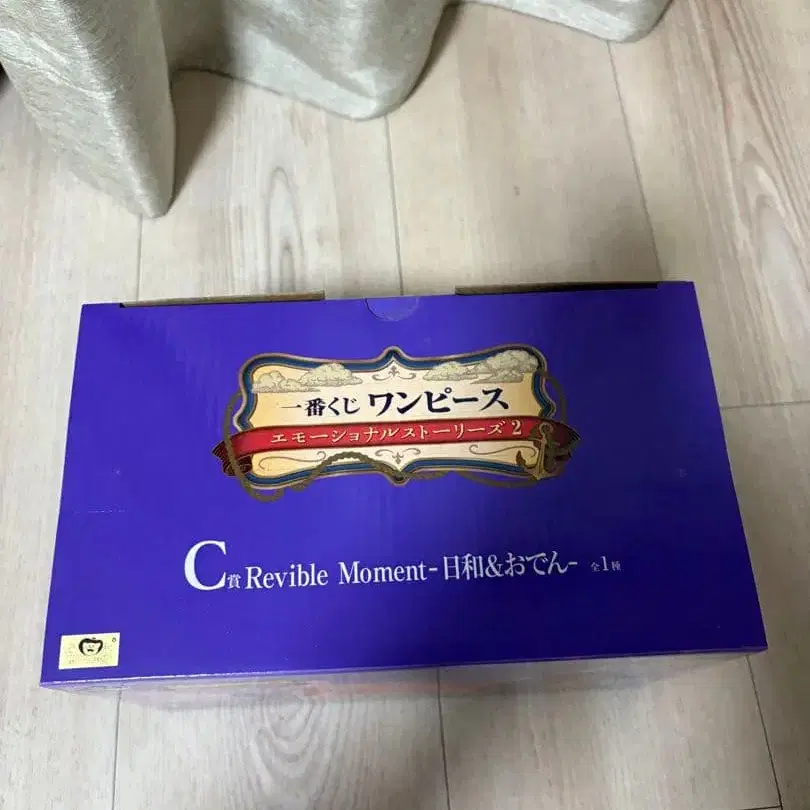 一番くじ ワンピース
エモーショナルストーリーズ2
C賞 Revible Moment-日和&おでん- 全1種